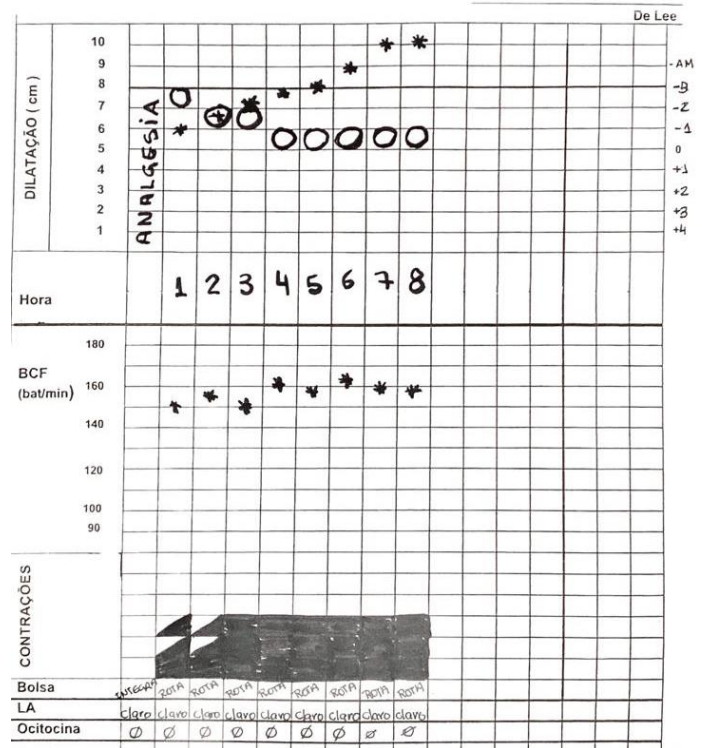 De Lee
DILATAÇÃO ( cm )
10
9
8
7
6
5
4
3
2
1
ANALGESIA
-AM
-3
-2
-1
0
+1
+2
+3
+4
Hora 1 2 3 4 5 6 7 8
BCF
(bat/min)
180
160
140
120
100
90
CONTRAÇÕES
Bolsa INTEGRA ROTA ROTA ROTA ROTA ROTA ROTA ROTA ROTA
LA claro claro claro claro claro claro claro claro claro
Ocitocina Ø Ø Ø Ø Ø Ø Ø Ø Ø